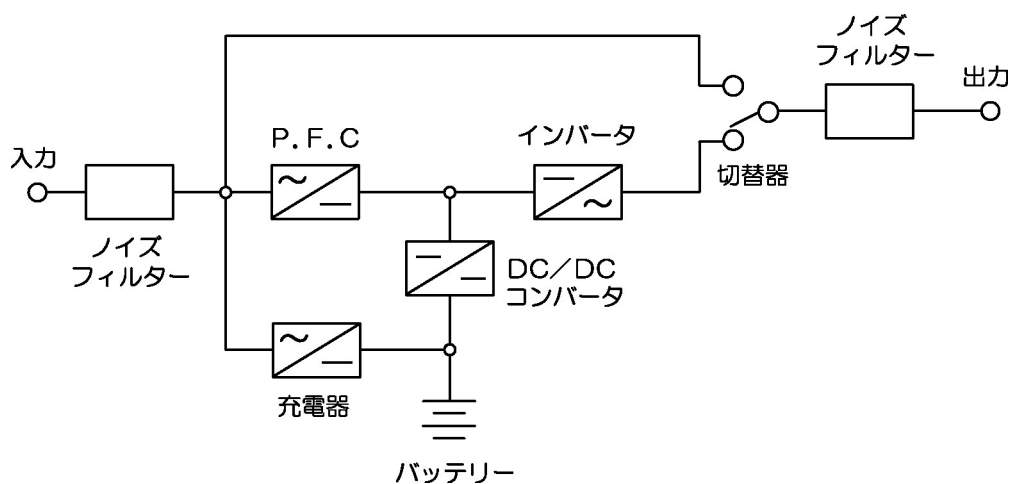 ノイズ
フィルター
出力
P.F.C
インバータ
入力
切替器
ノイズ
フィルター
DC/DC
コンバータ
充電器
バッテリー